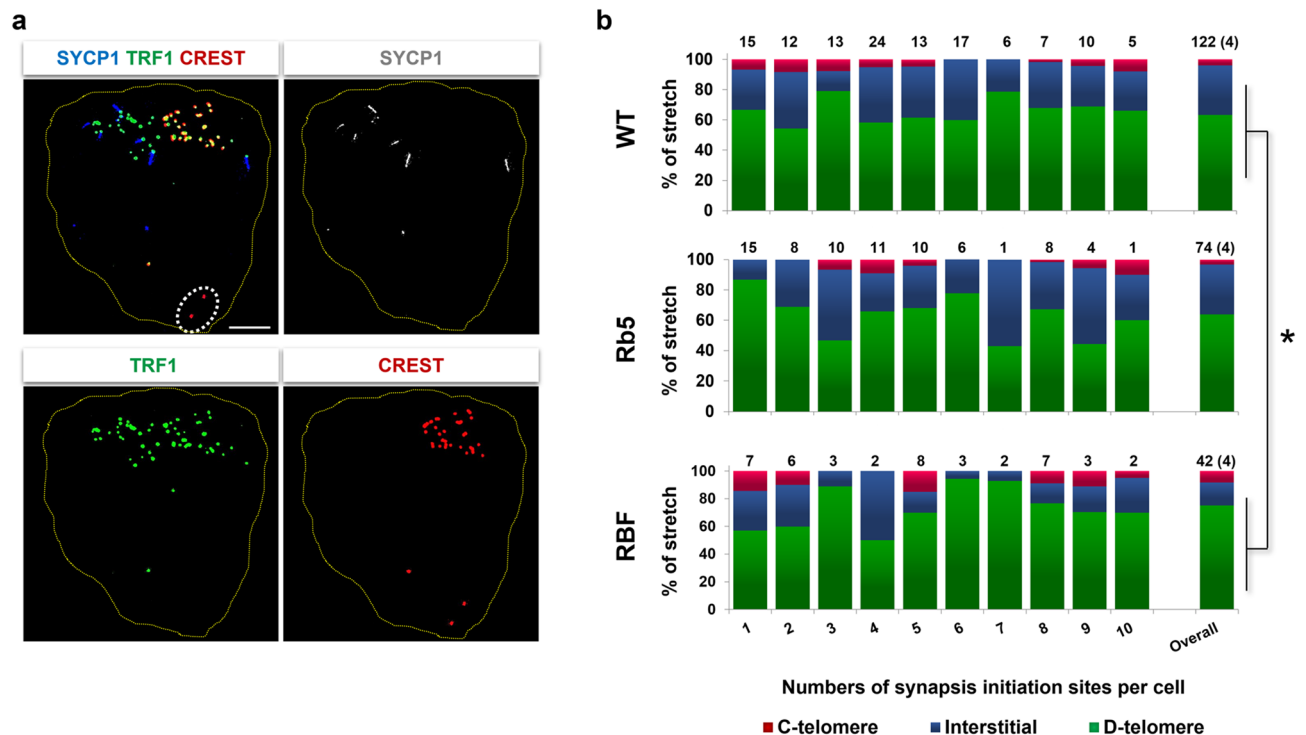 a
SYCP1 TRF1 CREST
SYCP1
TRF1
CREST
b
15 12 13 24 13 17 6 7 10 5 122 (4)
WT
% of stretch
100
80
60
40
20
0
15 8 10 11 10 6 1 8 4 1 74 (4)
Rb5
% of stretch
100
80
60
40
20
0
*
7 6 3 2 8 3 2 7 3 2 42 (4)
RBF
% of stretch
100
80
60
40
20
0
1 2 3 4 5 6 7 8 9 10 Overall
Numbers of synapsis initiation sites per cell
C-telomere Interstitial D-telomere